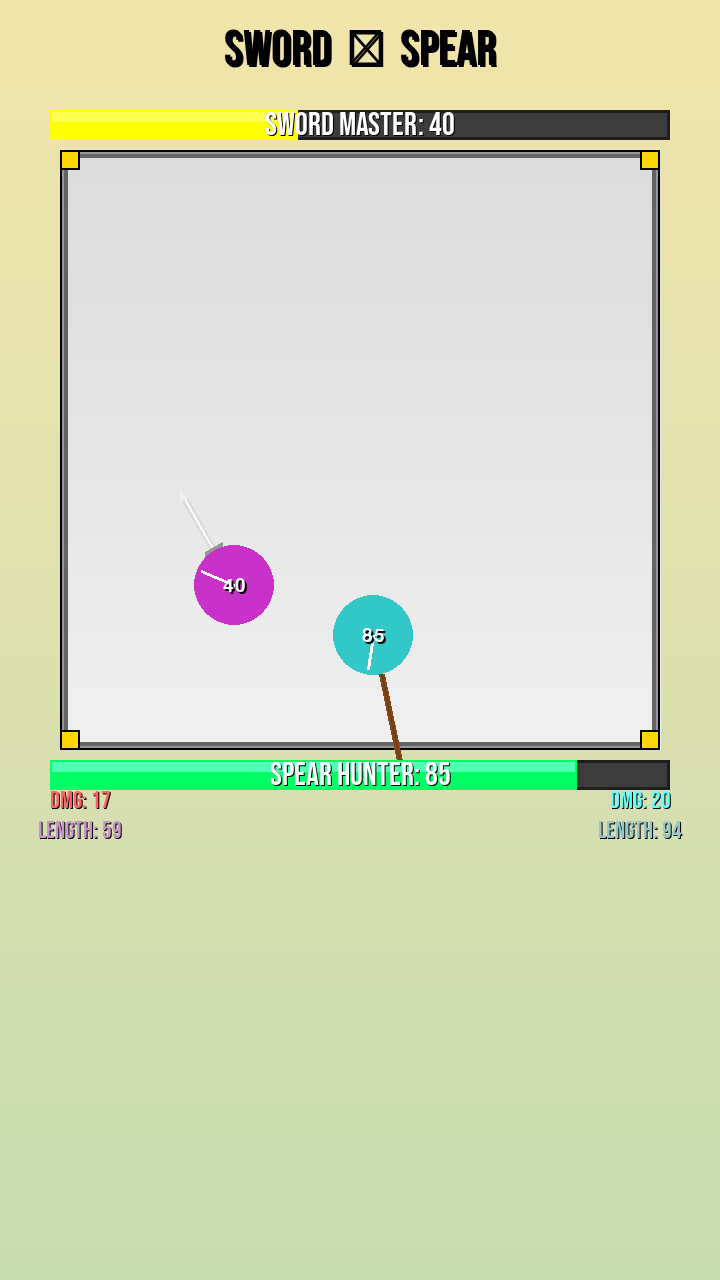 SWORD ☒ SPEAR
SWORD MASTER: 40
40
85
SPEAR HUNTER: 85
DMG: 17
DMG: 20
LENGTH: 59
LENGTH: 94